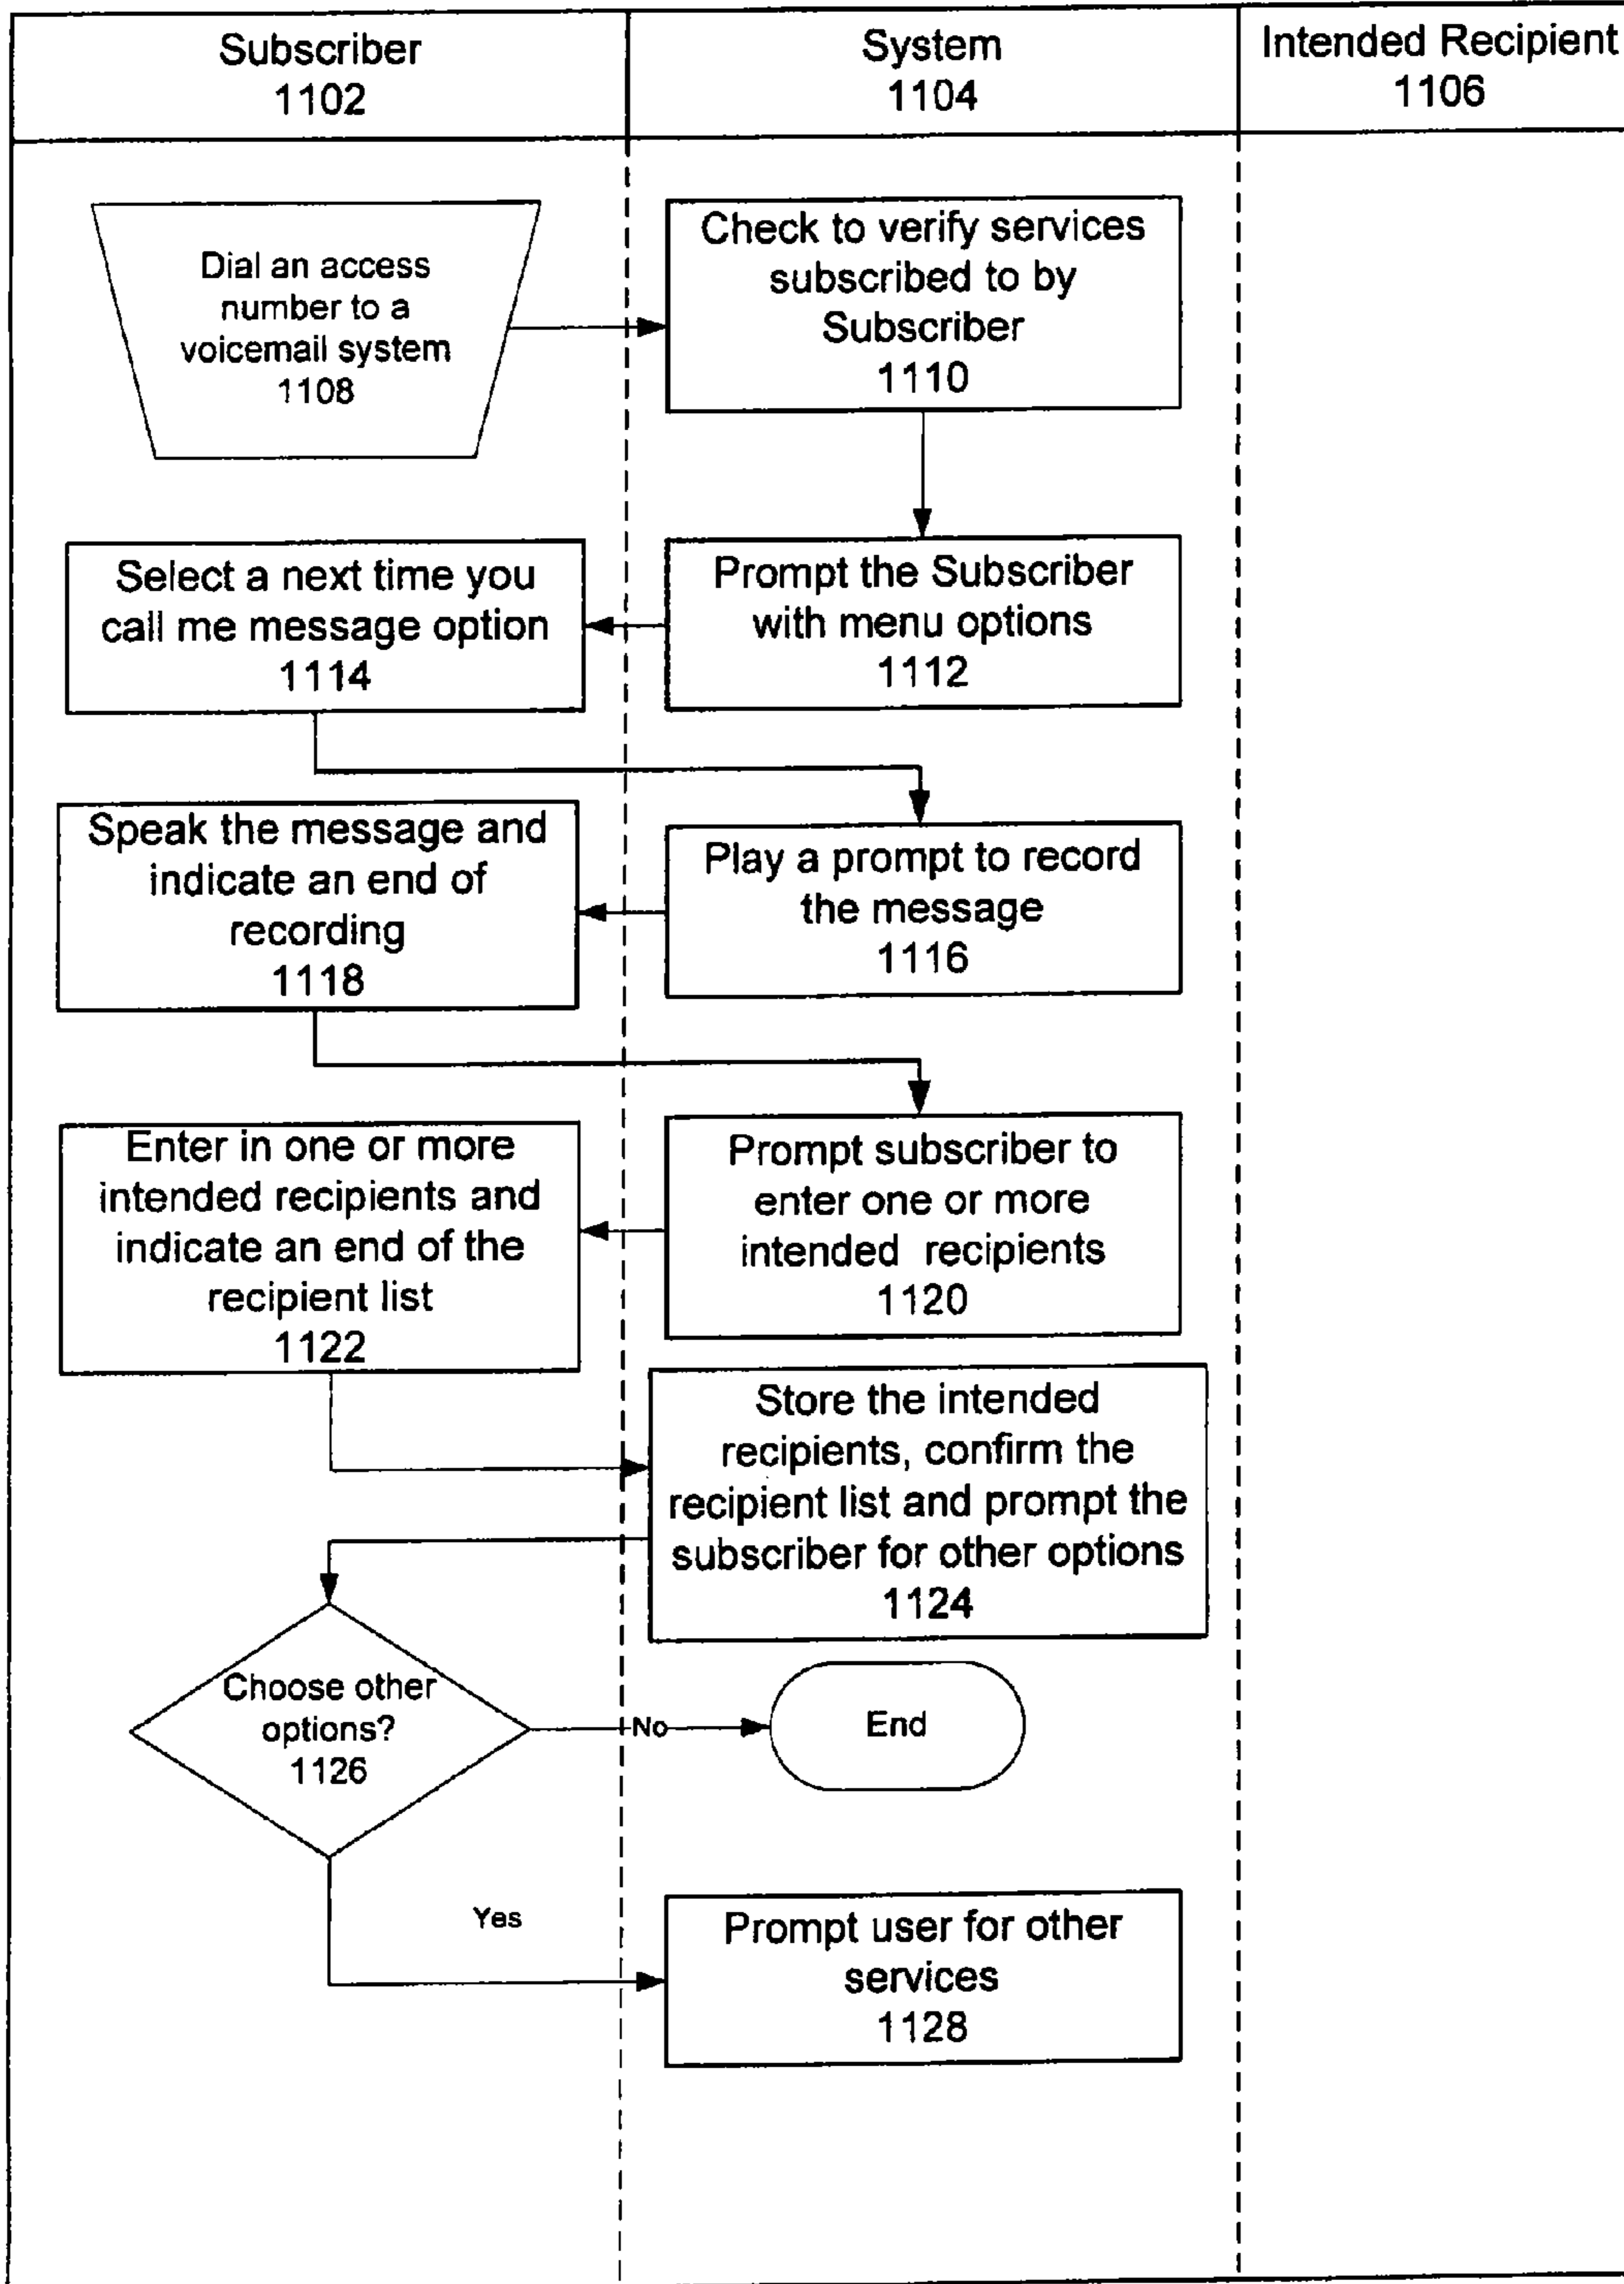 Subscriber
1102
System
1104
Intended Recipient
1106
Dial an access
number to a
voicemail system
1108
Check to verify services
subscribed to by
Subscriber
1110
Prompt the Subscriber
with menu options
1112
Select a next time you
call me message option
1114
Play a prompt to record
the message
1116
Speak the message and
indicate an end of
recording
1118
Prompt subscriber to
enter one or more
intended recipients
1120
Enter in one or more
intended recipients and
indicate an end of the
recipient list
1122
Store the intended
recipients, confirm the
recipient list and prompt the
subscriber for other options
1124
Choose other
options?
1126
No
End
Yes
Prompt user for other
services
1128